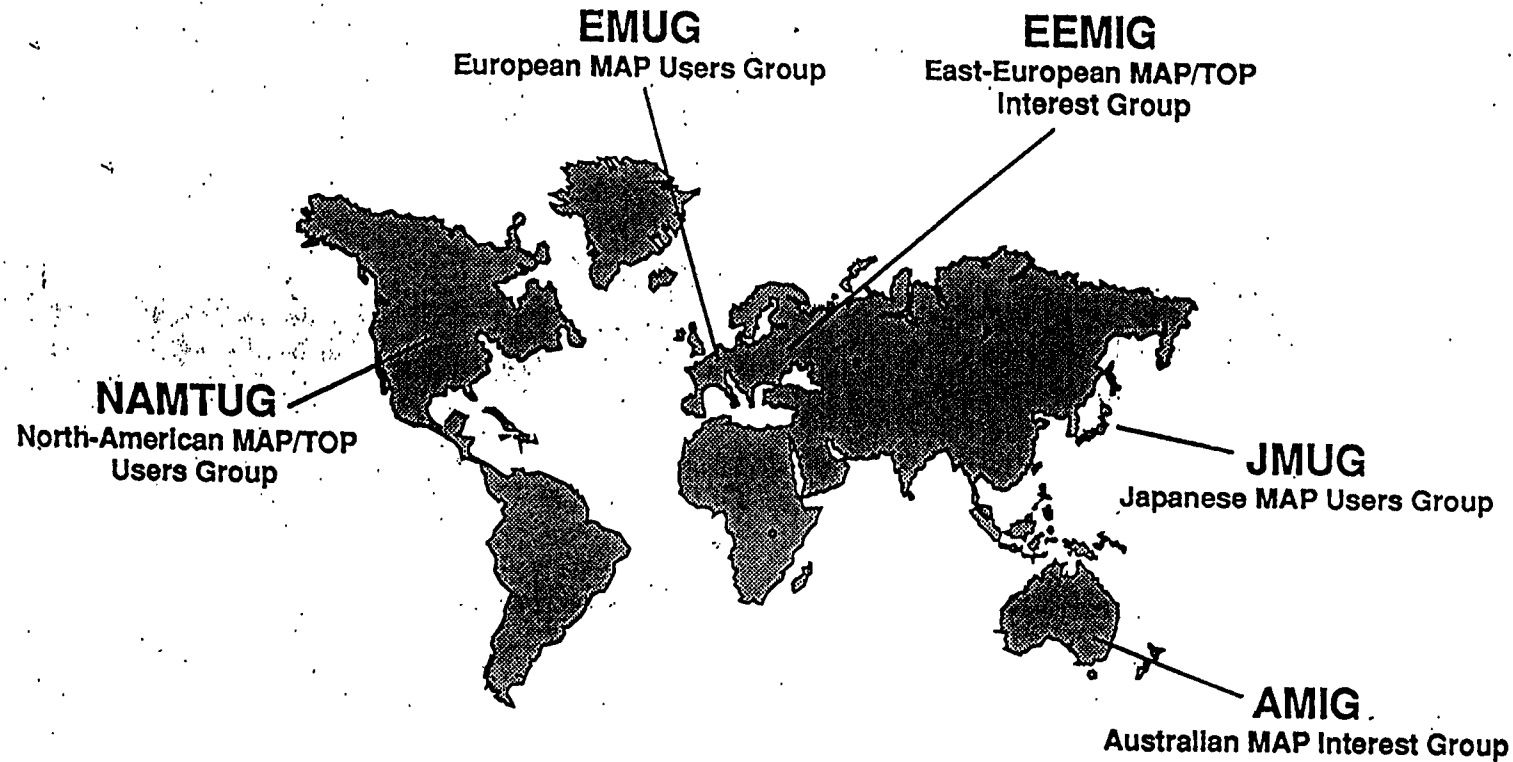 EMUG
European MAP Users Group
EEMIG
East-European MAP/TOP
Interest Group
NAMTUG
North-American MAP/TOP
Users Group
JMUG
Japanese MAP Users Group
AMIG
Australian MAP Interest Group